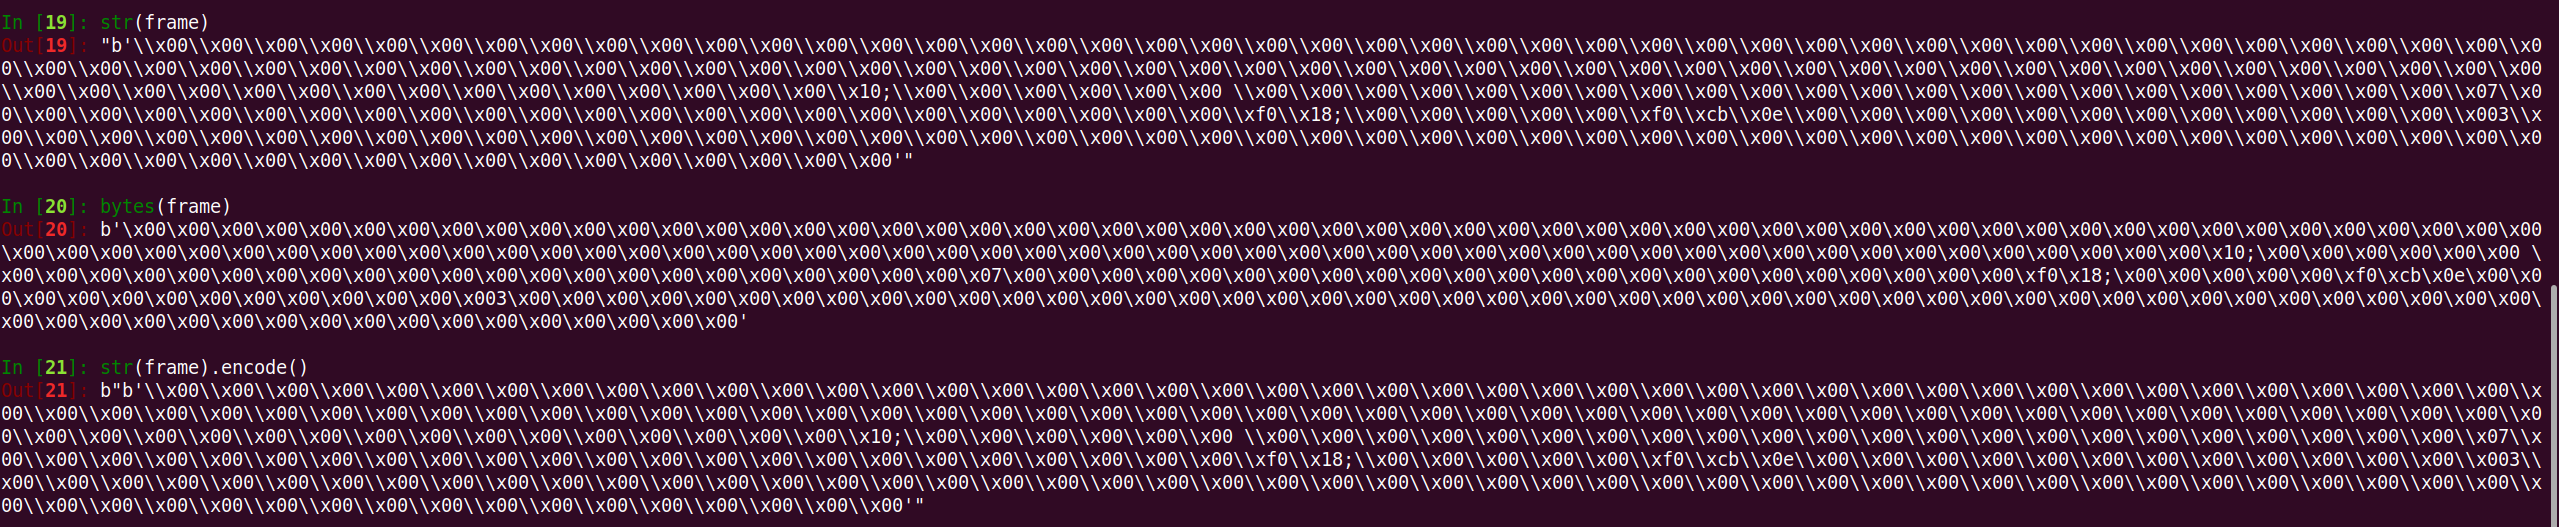 In [19]: str(frame)
Out[19]: "b'\\x00\\x00\\x00\\x00\\x00\\x00\\x00\\x00\\x00\\x00\\x00\\x00\\x00\\x00\\x00\\x00\\x00\\x00\\x00\\x00\\x00\\x00\\x00\\x00\\x00\\x00\\x00\\x00\\x00\\x00\\x00\\x00\\x00\\x00\\x00\\x00\\x00\\x00\\x00\\x00\\x00\\x00\\x00\\x0
0\\x00\\x00\\x00\\x00\\x00\\x00\\x00\\x00\\x00\\x00\\x00\\x00\\x00\\x00\\x00\\x00\\x00\\x00\\x00\\x00\\x00\\x00\\x00\\x00\\x00\\x00\\x00\\x00\\x00\\x00\\x00\\x00\\x00\\x00\\x00\\x00\\x00\\x00\\x00\\x00\\x00\\x00\\x00\\x00\\x00\\x00
\\x00\\x00\\x00\\x00\\x00\\x00\\x00\\x00\\x00\\x00\\x00\\x00\\x00\\x00\\x00\\x10;\\x00\\x00\\x00\\x00\\x00\\x00 \\x00\\x00\\x00\\x00\\x00\\x00\\x00\\x00\\x00\\x00\\x00\\x00\\x00\\x00\\x00\\x00\\x00\\x00\\x00\\x00\\x00\\x00\\x07\\x0
0\\x00\\x00\\x00\\x00\\x00\\x00\\x00\\x00\\x00\\x00\\x00\\x00\\x00\\x00\\x00\\x00\\x00\\x00\\x00\\x00\\x00\\x00\\xf0\\x18;\\x00\\x00\\x00\\x00\\x00\\xf0\\xcb\\x0e\\x00\\x00\\x00\\x00\\x00\\x00\\x00\\x00\\x00\\x00\\x00\\x00\\x003\\x
00\\x00\\x00\\x00\\x00\\x00\\x00\\x00\\x00\\x00\\x00\\x00\\x00\\x00\\x00\\x00\\x00\\x00\\x00\\x00\\x00\\x00\\x00\\x00\\x00\\x00\\x00\\x00\\x00\\x00\\x00\\x00\\x00\\x00\\x00\\x00\\x00\\x00\\x00\\x00\\x00\\x00\\x00\\x00\\x00\\x00\\x0
0\\x00\\x00\\x00\\x00\\x00\\x00\\x00\\x00\\x00\\x00\\x00\\x00\\x00\\x00\\x00\\x00'"
In [20]: bytes(frame)
Out[20]: b'\x00\x00\x00\x00\x00\x00\x00\x00\x00\x00\x00\x00\x00\x00\x00\x00\x00\x00\x00\x00\x00\x00\x00\x00\x00\x00\x00\x00\x00\x00\x00\x00\x00\x00\x00\x00\x00\x00\x00\x00\x00\x00\x00\x00\x00\x00\x00\x00\x00\x00\x00\x00\x00\x00\x00
\x00\x00\x00\x00\x00\x00\x00\x00\x00\x00\x00\x00\x00\x00\x00\x00\x00\x00\x00\x00\x00\x00\x00\x00\x00\x00\x00\x00\x00\x00\x00\x00\x00\x00\x00\x00\x00\x00\x00\x00\x00\x00\x00\x00\x00\x00\x00\x00\x00\x00\x10;\x00\x00\x00\x00\x00\x00 \
x00\x00\x00\x00\x00\x00\x00\x00\x00\x00\x00\x00\x00\x00\x00\x00\x00\x00\x00\x00\x00\x00\x07\x00\x00\x00\x00\x00\x00\x00\x00\x00\x00\x00\x00\x00\x00\x00\x00\x00\x00\x00\x00\x00\x00\x00\xf0\x18;\x00\x00\x00\x00\x00\xf0\xcb\x0e\x00\x0
0\x00\x00\x00\x00\x00\x00\x00\x00\x00\x00\x003\x00\x00\x00\x00\x00\x00\x00\x00\x00\x00\x00\x00\x00\x00\x00\x00\x00\x00\x00\x00\x00\x00\x00\x00\x00\x00\x00\x00\x00\x00\x00\x00\x00\x00\x00\x00\x00\x00\x00\x00\x00\x00\x00\x00\x00\x00\
x00\x00\x00\x00\x00\x00\x00\x00\x00\x00\x00\x00\x00\x00\x00\x00\x00'
In [21]: str(frame).encode()
Out[21]: b"b'\\x00\\x00\\x00\\x00\\x00\\x00\\x00\\x00\\x00\\x00\\x00\\x00\\x00\\x00\\x00\\x00\\x00\\x00\\x00\\x00\\x00\\x00\\x00\\x00\\x00\\x00\\x00\\x00\\x00\\x00\\x00\\x00\\x00\\x00\\x00\\x00\\x00\\x00\\x00\\x00\\x00\\x00\\x00\\x
00\\x00\\x00\\x00\\x00\\x00\\x00\\x00\\x00\\x00\\x00\\x00\\x00\\x00\\x00\\x00\\x00\\x00\\x00\\x00\\x00\\x00\\x00\\x00\\x00\\x00\\x00\\x00\\x00\\x00\\x00\\x00\\x00\\x00\\x00\\x00\\x00\\x00\\x00\\x00\\x00\\x00\\x00\\x00\\x00\\x00\\x0
0\\x00\\x00\\x00\\x00\\x00\\x00\\x00\\x00\\x00\\x00\\x00\\x00\\x00\\x00\\x00\\x10;\\x00\\x00\\x00\\x00\\x00\\x00 \\x00\\x00\\x00\\x00\\x00\\x00\\x00\\x00\\x00\\x00\\x00\\x00\\x00\\x00\\x00\\x00\\x00\\x00\\x00\\x00\\x00\\x00\\x07\\x
00\\x00\\x00\\x00\\x00\\x00\\x00\\x00\\x00\\x00\\x00\\x00\\x00\\x00\\x00\\x00\\x00\\x00\\x00\\x00\\x00\\x00\\x00\\xf0\\x18;\\x00\\x00\\x00\\x00\\x00\\xf0\\xcb\\x0e\\x00\\x00\\x00\\x00\\x00\\x00\\x00\\x00\\x00\\x00\\x00\\x00\\x003\\
x00\\x00\\x00\\x00\\x00\\x00\\x00\\x00\\x00\\x00\\x00\\x00\\x00\\x00\\x00\\x00\\x00\\x00\\x00\\x00\\x00\\x00\\x00\\x00\\x00\\x00\\x00\\x00\\x00\\x00\\x00\\x00\\x00\\x00\\x00\\x00\\x00\\x00\\x00\\x00\\x00\\x00\\x00\\x00\\x00\\x00\\x
00\\x00\\x00\\x00\\x00\\x00\\x00\\x00\\x00\\x00\\x00\\x00\\x00\\x00\\x00\\x00\\x00'"